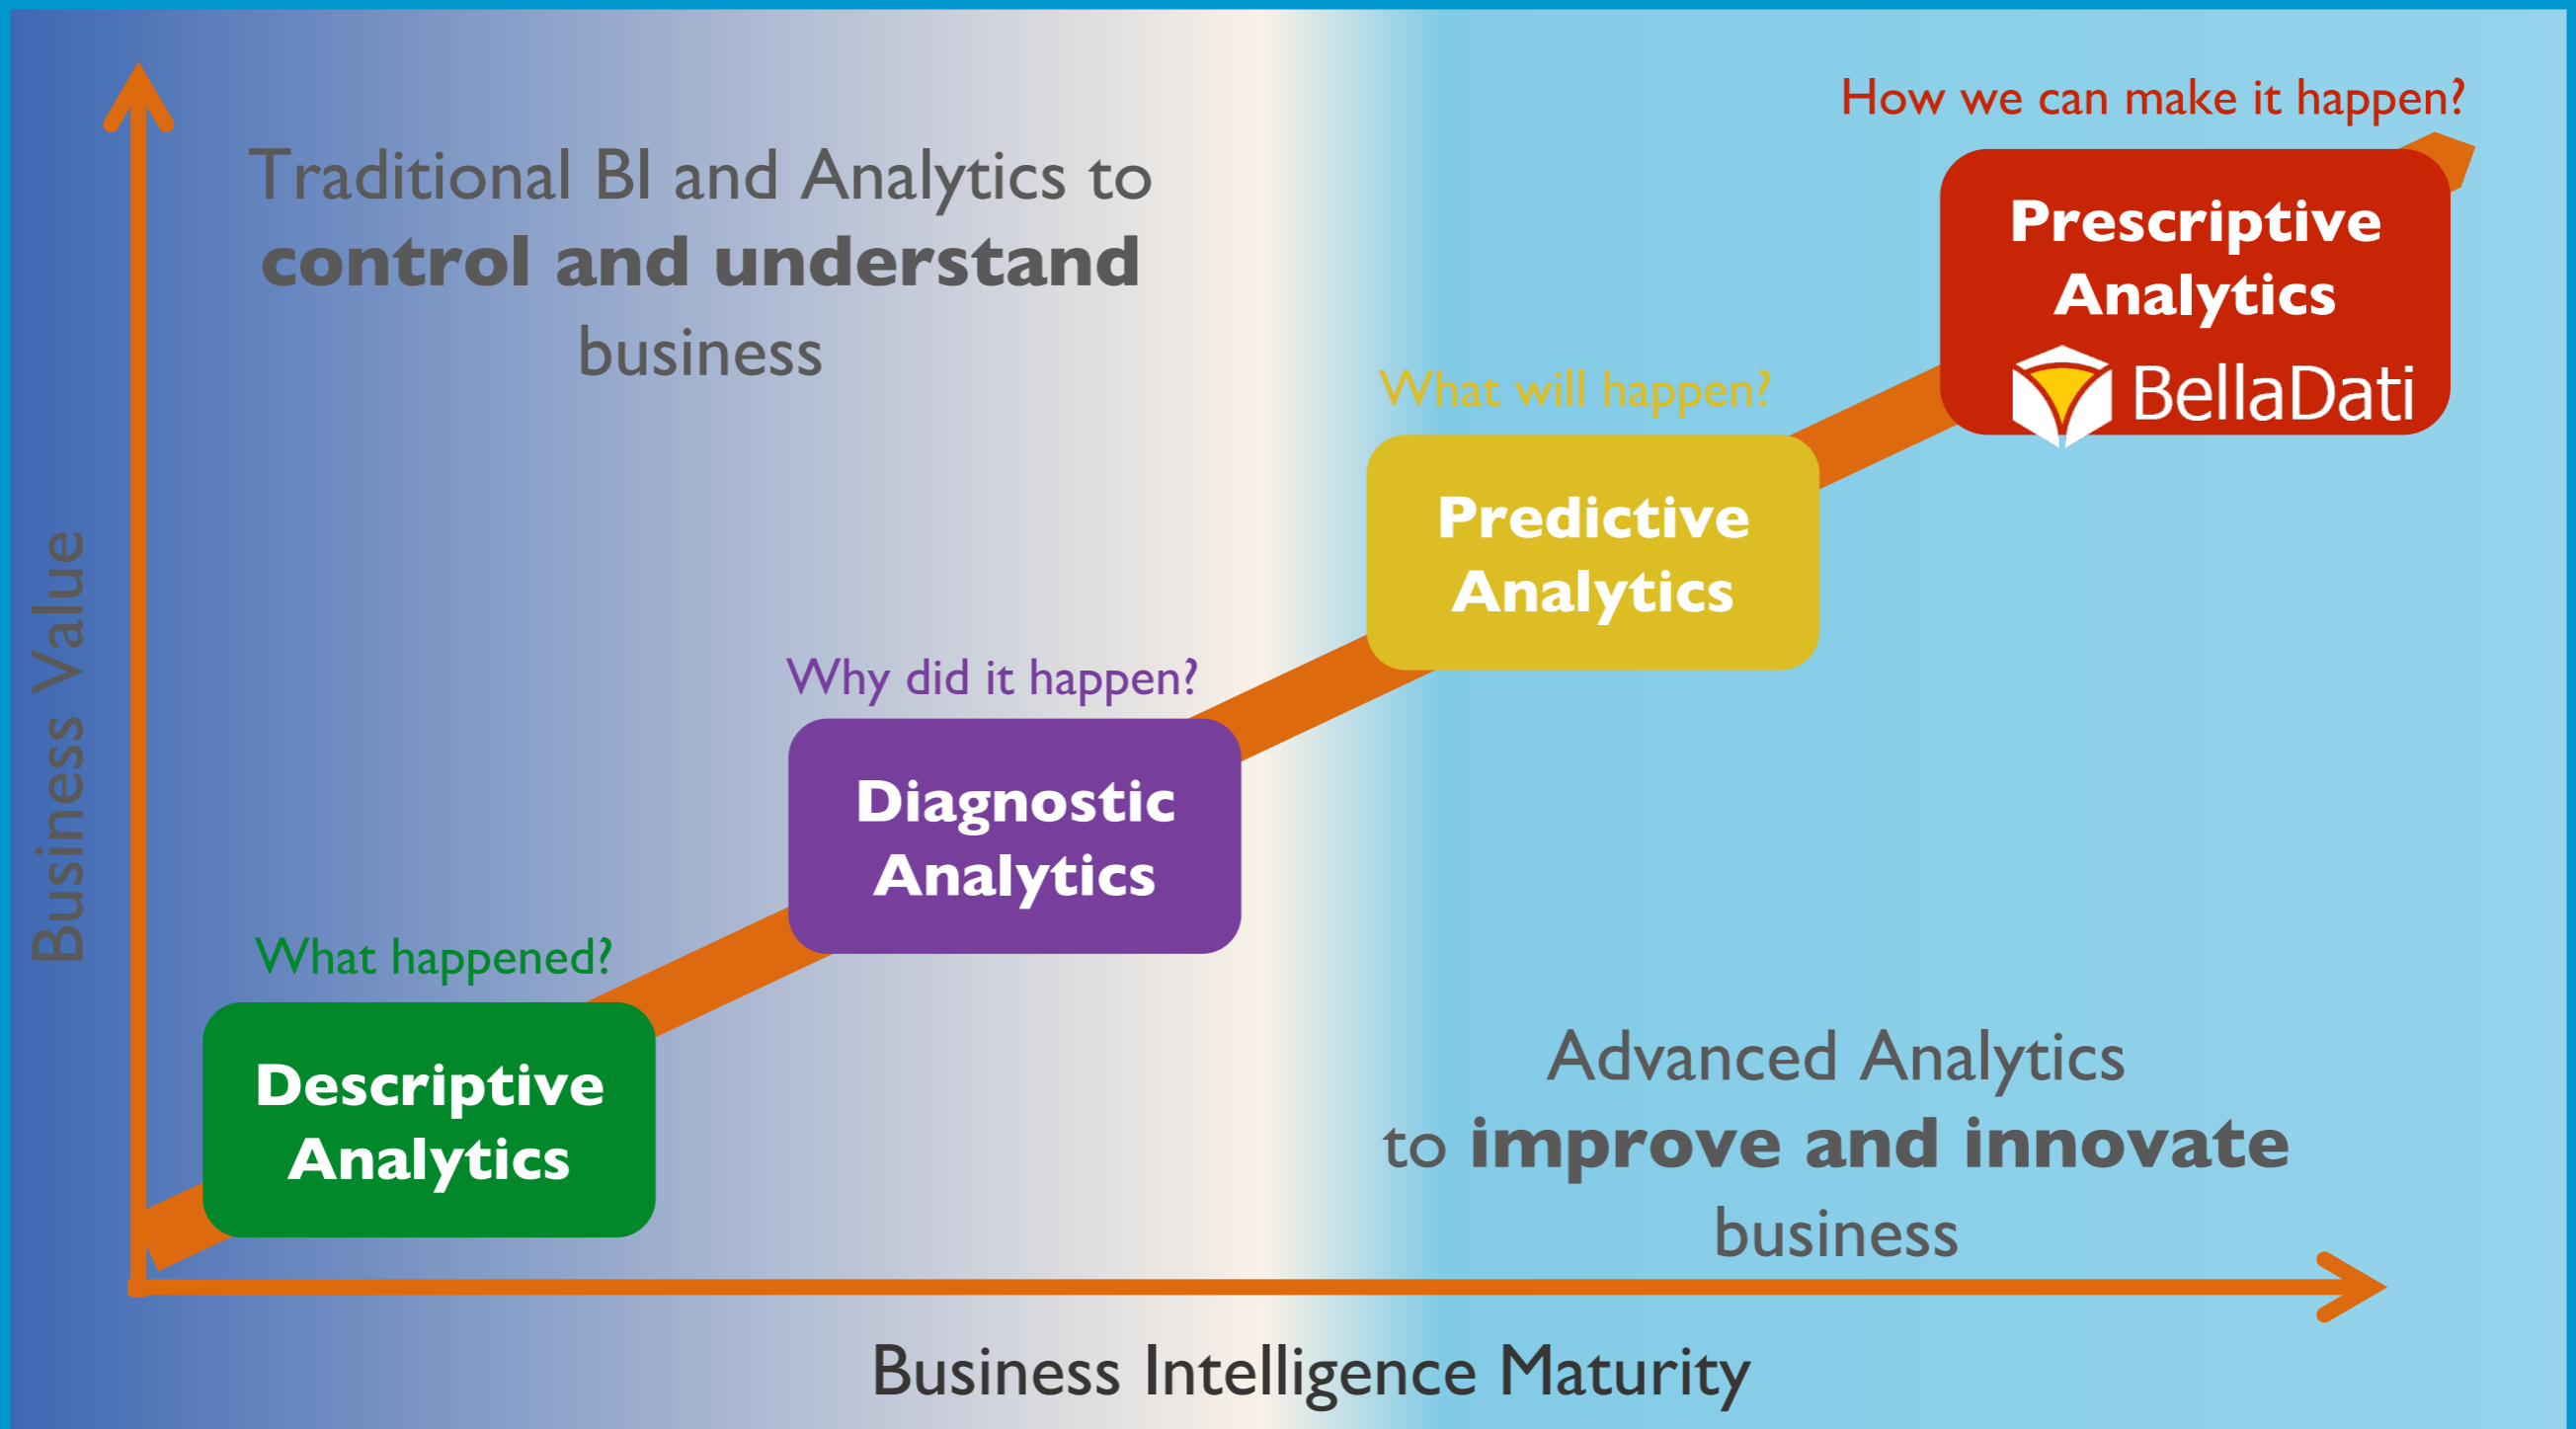 How we can make it happen?
Traditional BI and Analytics to
control and understand
business
Prescriptive
Analytics
BellaDati
What will happen?
Predictive
Analytics
Business Value
Why did it happen?
Diagnostic
Analytics
What happened?
Descriptive
Analytics
Advanced Analytics
to improve and innovate
business
Business Intelligence Maturity